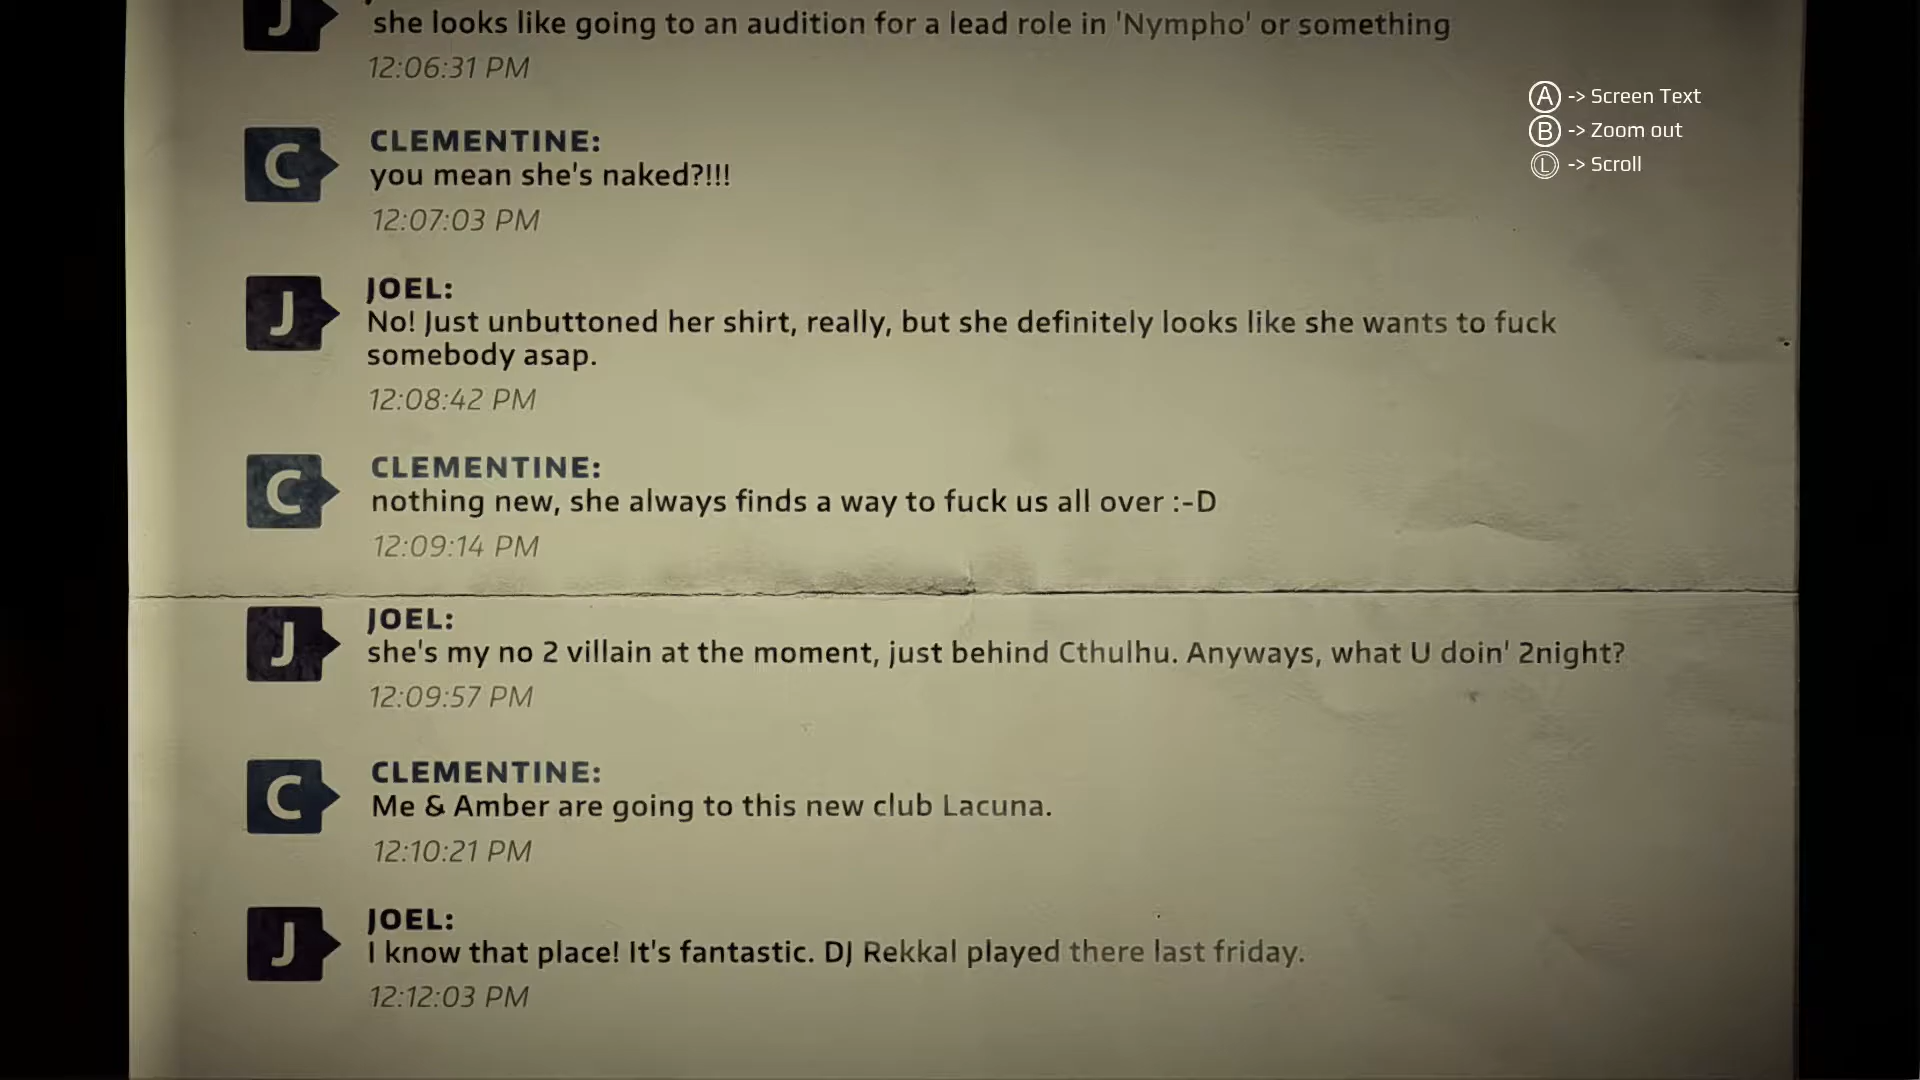 J
she looks like going to an audition for a lead role in 'Nympho' or something
12:06:31 PM
A -> Screen Text
B -> Zoom out
L -> Scroll
C
CLEMENTINE:
you mean she's naked?!!!
12:07:03 PM
J
JOEL:
No! Just unbuttoned her shirt, really, but she definitely looks like she wants to fuck
somebody asap.
12:08:42 PM
C
CLEMENTINE:
nothing new, she always finds a way to fuck us all over :-D
12:09:14 PM
J
JOEL:
she's my no 2 villain at the moment, just behind Cthulhu. Anyways, what U doin' 2night?
12:09:57 PM
C
CLEMENTINE:
Me & Amber are going to this new club Lacuna.
12:10:21 PM
J
JOEL:
I know that place! It's fantastic. DJ Rekkal played there last friday.
12:12:03 PM